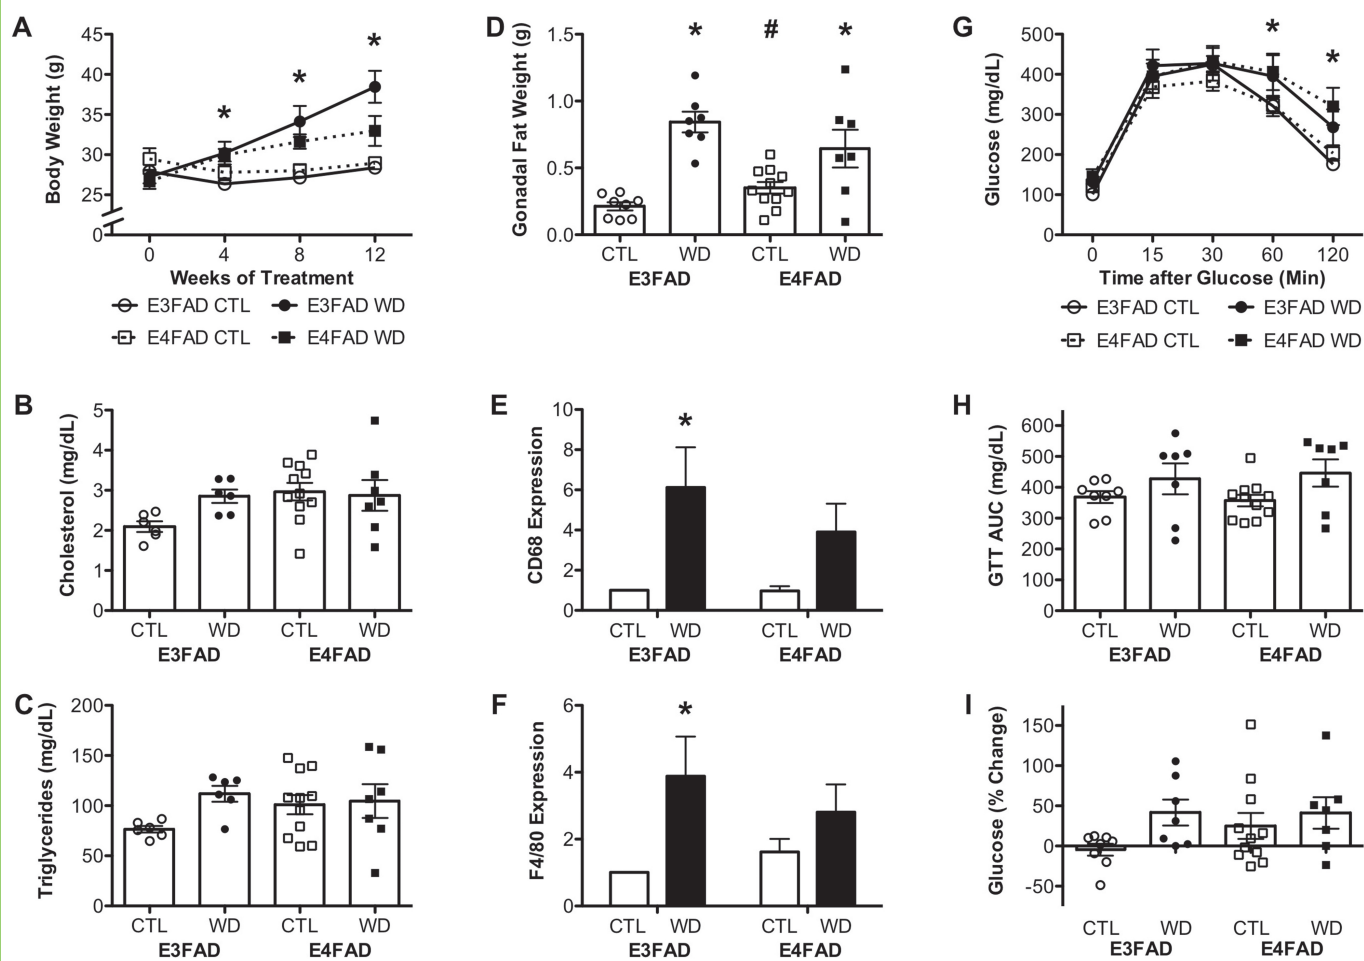 A
Body Weight (g)
45
40
35
30
25
0
*
*
*
0 4 8 12
Weeks of Treatment
E3FAD CTL E3FAD WD
E4FAD CTL E4FAD WD
D
Gonadal Fat Weight (g)
1.5
1.0
0.5
0.0
* # *
CTL WD CTL WD
E3FAD E4FAD
G
Glucose (mg/dL)
500
400
300
200
100
0
*
*
0 15 30 60 120
Time after Glucose (Min)
E3FAD CTL E3FAD WD
E4FAD CTL E4FAD WD
B
Cholesterol (mg/dL)
5
4
3
2
1
0
CTL WD CTL WD
E3FAD E4FAD
E
CD68 Expression
10
8
6
4
2
0
*
CTL WD CTL WD
E3FAD E4FAD
H
GTT AUC (mg/dL)
600
500
400
300
200
100
0
CTL WD CTL WD
E3FAD E4FAD
C
Triglycerides (mg/dL)
200
150
100
50
0
CTL WD CTL WD
E3FAD E4FAD
F
F4/80 Expression
6
4
2
0
*
CTL WD CTL WD
E3FAD E4FAD
I
Glucose (% Change)
150
100
50
0
-50
CTL WD CTL WD
E3FAD E4FAD